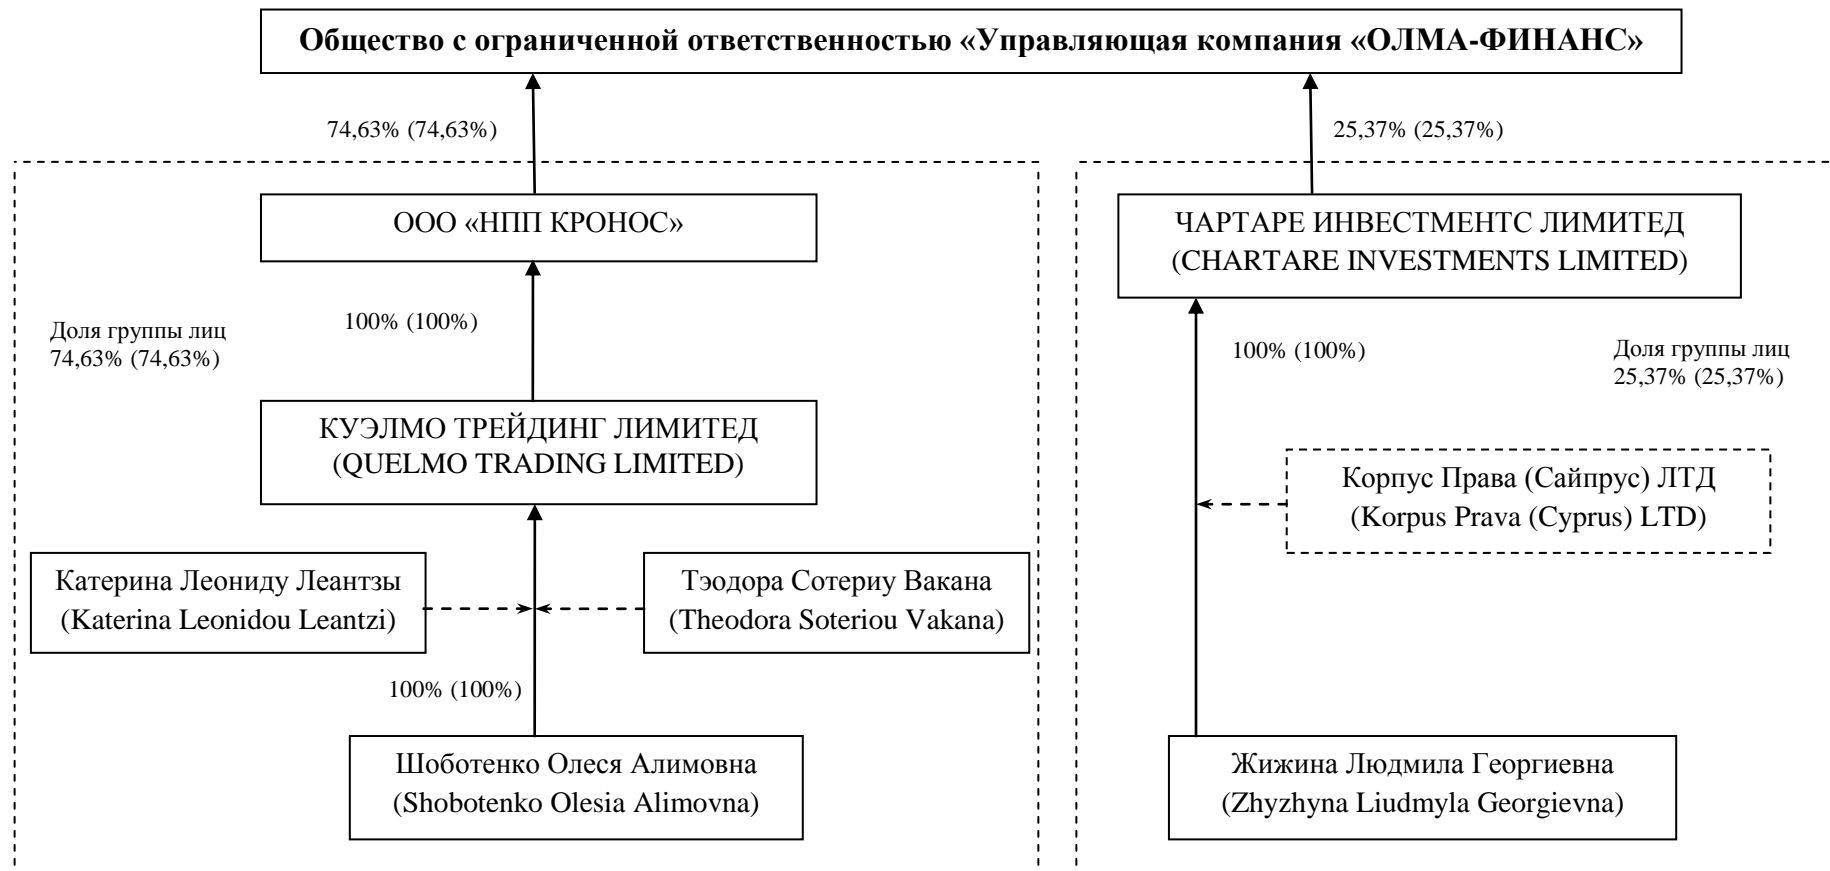 Общество с ограниченной ответственностью «Управляющая компания «ОЛМА-ФИНАНС»
74,63% (74,63%)
25,37% (25,37%)
ООО «НПП КРОНОС»
ЧАРТАРЕ ИНВЕСТМЕНТС ЛИМИТЕД
(CHARTARE INVESTMENTS LIMITED)
Доля группы лиц
74,63% (74,63%)
100% (100%)
100% (100%)
Доля группы лиц
25,37% (25,37%)
КУЭЛМО ТРЕЙДИНГ ЛИМИТЕД
(QUELMO TRADING LIMITED)
Корпус Права (Сайпрус) ЛТД
(Korpus Prava (Cyprus) LTD)
Катерина Леониду Леантзы
(Katerina Leonidou Leantzi)
Тэодора Сотериу Вакана
(Theodora Soteriou Vakana)
100% (100%)
Шоботенко Олеся Алимовна
(Shobotenko Olesia Alimovna)
Жижина Людмила Георгиевна
(Zhyzhyna Liudmyla Georgievna)